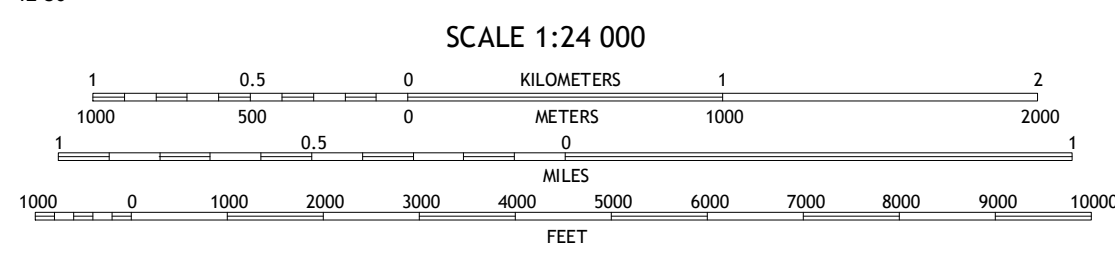 SCALE 1:24 000
1 0.5 0 KILOMETERS 1 2
1000 500 0 METERS 1000 2000
1 0.5 0 1
MILES
1000 0 1000 2000 3000 4000 5000 6000 7000 8000 9000 10000
FEET